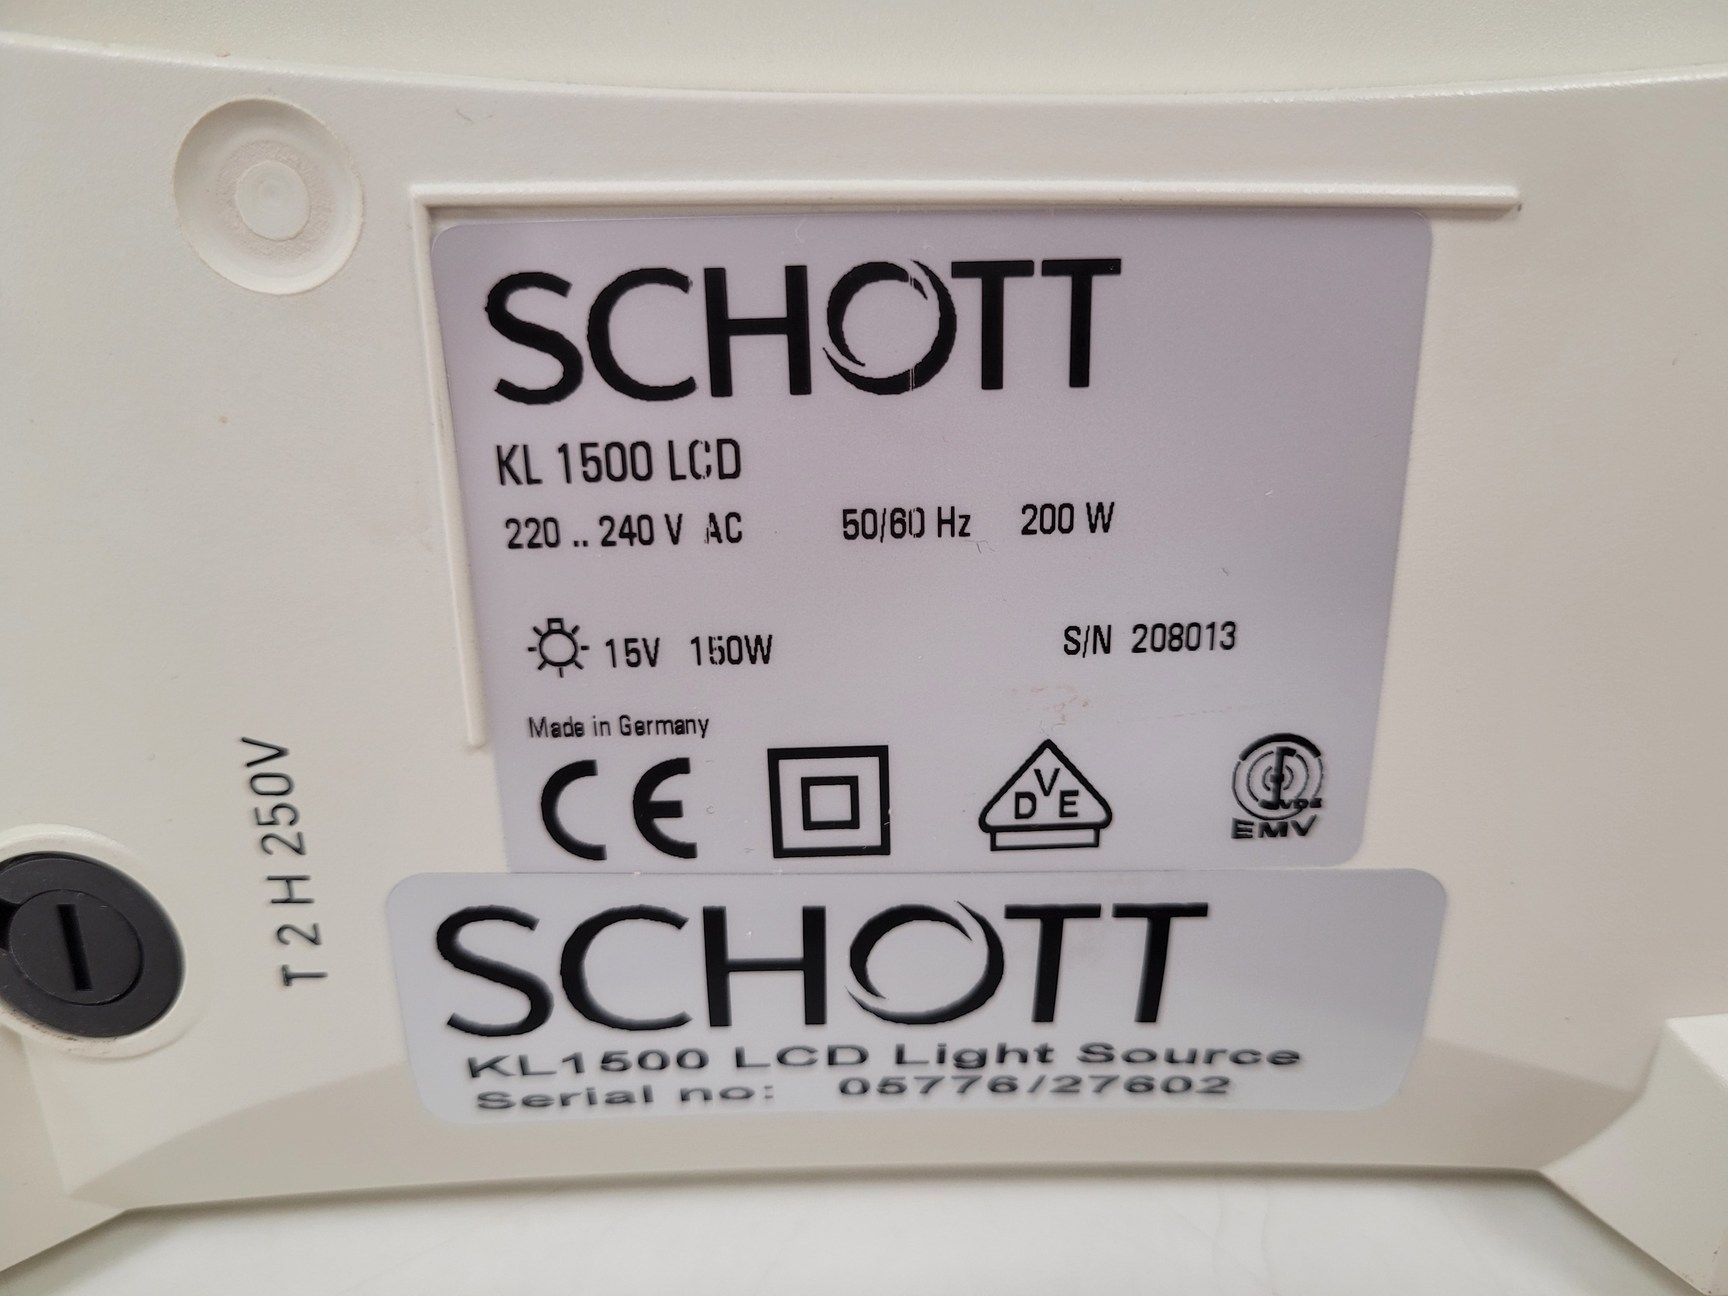 SCHOTT
KL 1500 LCD
220 .. 240 V AC 50/60 Hz 200 W
15V 150W S/N 208013
Made in Germany
CE DVE VDE
EMV
T 2 H 250V
SCHOTT
KL1500 LCD Light Source
Serial no: 05776/27602